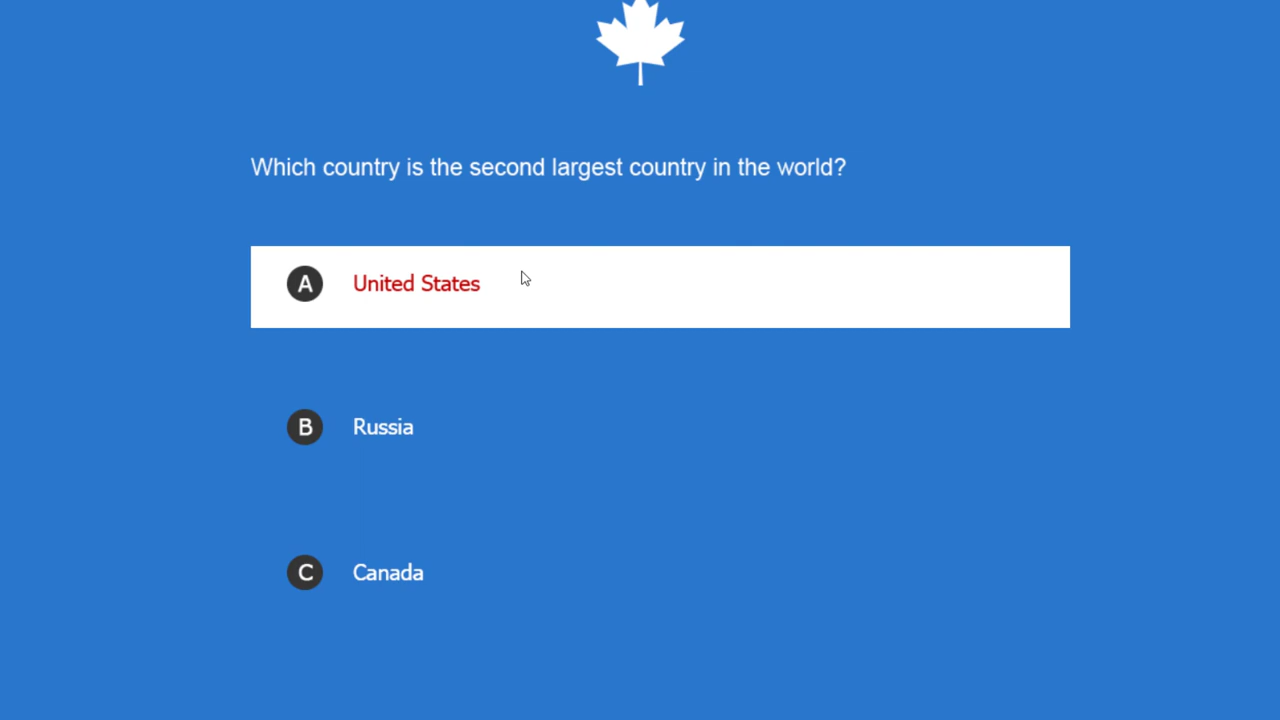 Which country is the second largest country in the world?
A United States
B Russia
C Canada